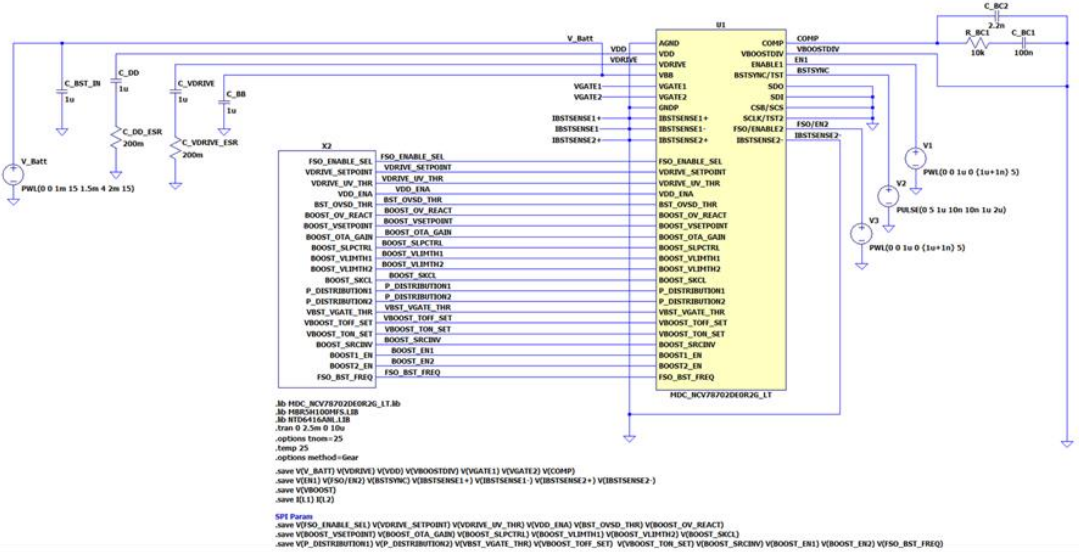 C_BC2
2.2n
R_BC1
10k
C_BC1
100n
V_Batt
VDD
VDRIVE
C_BST_IN
1u
C_DD
1u
C_VDRIVE
1u
C_BB
1u
C_DD_ESR
200m
C_VDRIVE_ESR
200m
V_Batt
PWL(0 0 1m 15 1.5m 4 2m 15)
VGATE1
VGATE2
IBSTSENSE1+
IBSTSENSE1-
IBSTSENSE2+
U1
AGND
VDD
VDRIVE
VBB
VGATE1
VGATE2
GNDP
IBSTSENSE1+
IBSTSENSE1-
IBSTSENSE2+
COMP
VBOOSTDIV
ENABLE1
BSTSYNC/TST
SDO
SDI
CSB/SCS
SCLK/TST2
FSO/ENABLE2
IBSTSENSE2-
COMP
VBOOSTDIV
EN1
BSTSYNC
FSO/EN2
IBSTSENSE2-
V1
PWL(0 0 1u 0 {1u+1n} 5)
V2
PULSE(0 5 1u 10n 10n 1u 2u)
V3
PWL(0 0 1u 0 {1u+1n} 5)
X2
FSO_ENABLE_SEL FSO_ENABLE_SEL FSO_ENABLE_SEL
VDRIVE_SETPOINT VDRIVE_SETPOINT VDRIVE_SETPOINT
VDRIVE_UV_THR VDRIVE_UV_THR VDRIVE_UV_THR
VDD_ENA VDD_ENA VDD_ENA
BST_OVSD_THR BST_OVSD_THR BST_OVSD_THR
BOOST_OV_REACT BOOST_OV_REACT BOOST_OV_REACT
BOOST_VSETPOINT BOOST_VSETPOINT BOOST_VSETPOINT
BOOST_OTA_GAIN BOOST_OTA_GAIN BOOST_OTA_GAIN
BOOST_SLPCTRL BOOST_SLPCTRL BOOST_SLPCTRL
BOOST_VLIMTH1 BOOST_VLIMTH1 BOOST_VLIMTH1
BOOST_VLIMTH2 BOOST_VLIMTH2 BOOST_VLIMTH2
BOOST_SKCL BOOST_SKCL BOOST_SKCL
P_DISTRIBUTION1 P_DISTRIBUTION1 P_DISTRIBUTION1
P_DISTRIBUTION2 P_DISTRIBUTION2 P_DISTRIBUTION2
VBST_VGATE_THR VBST_VGATE_THR VBST_VGATE_THR
VBOOST_TOFF_SET VBOOST_TOFF_SET VBOOST_TOFF_SET
VBOOST_TON_SET VBOOST_TON_SET VBOOST_TON_SET
BOOST_SRCINV BOOST_SRCINV BOOST_SRCINV
BOOST1_EN BOOST_EN1 BOOST1_EN
BOOST2_EN BOOST_EN2 BOOST2_EN
FSO_BST_FREQ FSO_BST_FREQ FSO_BST_FREQ
MDC_NCV78702DE0R2G_LT
.lib MDC_NCV78702DE0R2G_LT.lib
.lib MBR5H100MFS.LIB
.lib NTD6416ANL.LIB
.tran 0 2.5m 0 10u
.options tnom=25
.temp 25
.options method=Gear
.save V(V_BATT) V(VDRIVE) V(VDD) V(VBOOSTDIV) V(VGATE1) V(VGATE2) V(COMP)
.save V(EN1) V(FSO/EN2) V(BSTSYNC) V(IBSTSENSE1+) V(IBSTSENSE1-) V(IBSTSENSE2+) V(IBSTSENSE2-)
.save V(VBOOST)
.save I(L1) I(L2)
SPI Param
.save V(FSO_ENABLE_SEL) V(VDRIVE_SETPOINT) V(VDRIVE_UV_THR) V(VDD_ENA) V(BST_OVSD_THR) V(BOOST_OV_REACT)
.save V(BOOST_VSETPOINT) V(BOOST_OTA_GAIN) V(BOOST_SLPCTRL) V(BOOST_VLIMTH1) V(BOOST_VLIMTH2) V(BOOST_SKCL)
.save V(P_DISTRIBUTION1) V(P_DISTRIBUTION2) V(VBST_VGATE_THR) V(VBOOST_TOFF_SET) V(VBOOST_TON_SET) V(BOOST_SRCINV) V(BOOST_EN1) V(BOOST_EN2) V(FSO_BST_FREQ)